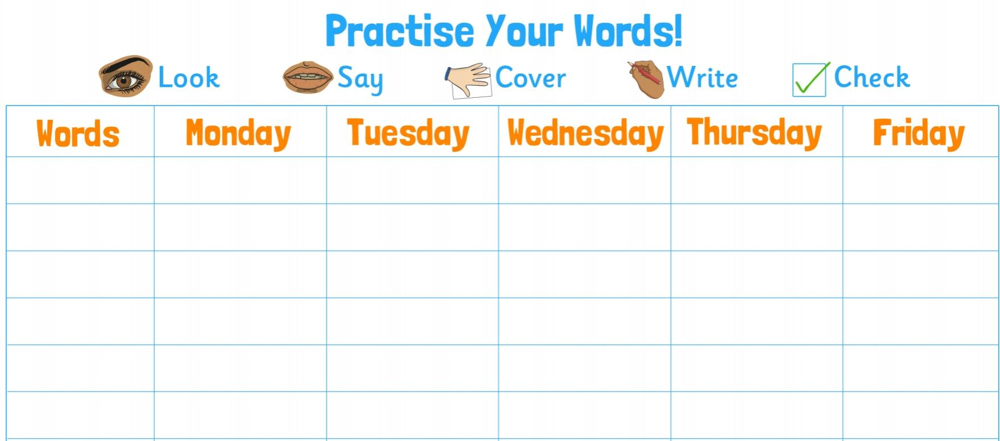 Practise Your Words!
Look Say Cover Write Check
Words Monday Tuesday Wednesday Thursday Friday